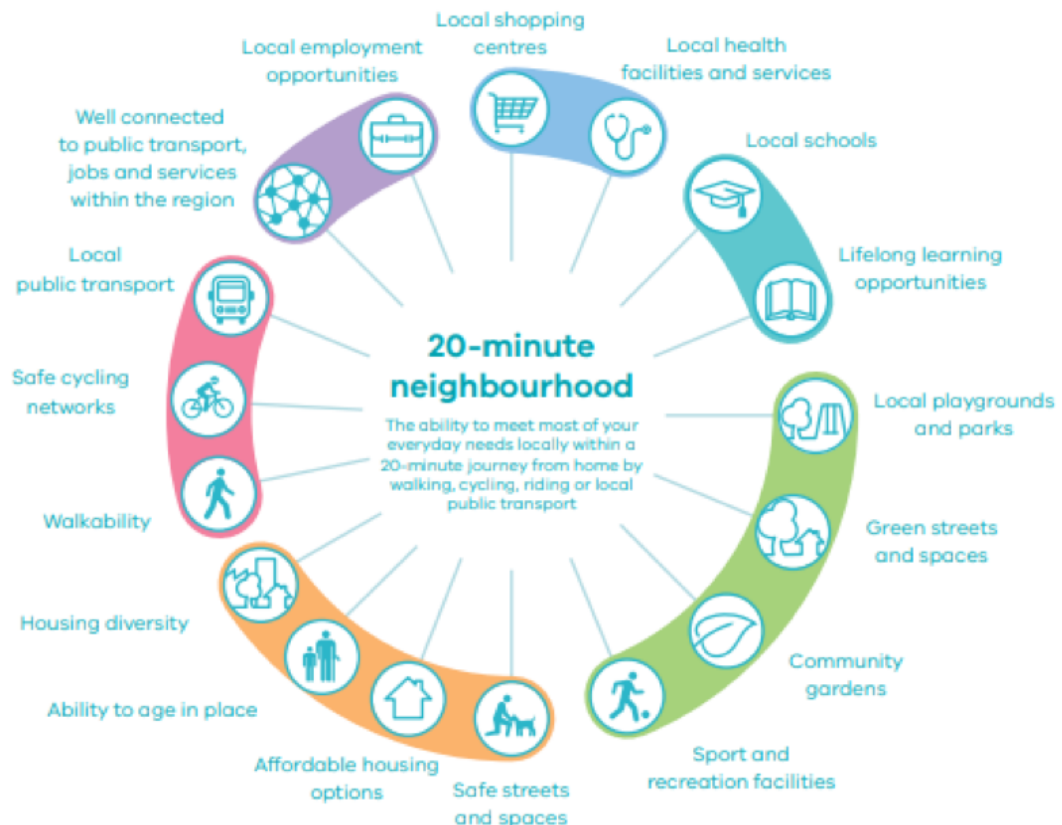 Local shopping
centres
Local health
facilities and services
Local schools
Lifelong learning
opportunities
Local playgrounds
and parks
Green streets
and spaces
Community
gardens
Sport and
recreation facilities
Safe streets
and spaces
Affordable housing
options
Ability to age in place
Housing diversity
Walkability
Safe cycling
networks
Local
public transport
Well connected
to public transport,
jobs and services
within the region
Local employment
opportunities
20-minute
neighbourhood
The ability to meet most of your
everyday needs locally within a
20-minute journey from home by
walking, cycling, riding or local
public transport